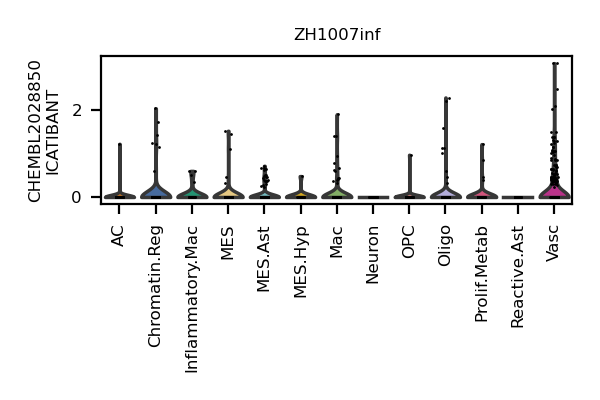 ZH1007inf
CHEMBL2028850
ICATIBANT
2
0
AC
Chromatin.Reg
Inflammatory.Mac
MES
MES.Ast
MES.Hyp
Mac
Neuron
OPC
Oligo
Prolif.Metab
Reactive.Ast
Vasc